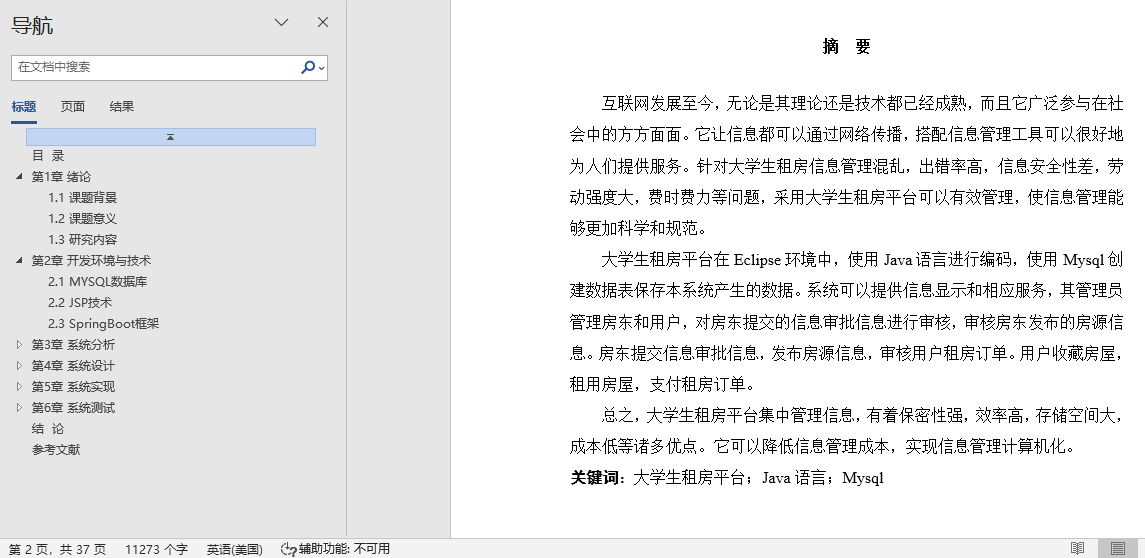 导航
在文档中搜索
标题 页面 结果
目 录
第1章 绪论
1.1 课题背景
1.2 课题意义
1.3 研究内容
第2章 开发环境与技术
2.1 MYSQL数据库
2.2 JSP技术
2.3 SpringBoot框架
第3章 系统分析
第4章 系统设计
第5章 系统实现
第6章 系统测试
结 论
参考文献
摘 要
互联网发展至今，无论是其理论还是技术都已经成熟，而且它广泛参与在社
会中的方方面面。它让信息都可以通过网络传播，搭配信息管理工具可以很好地
为人们提供服务。针对大学生租房信息管理混乱，出错率高，信息安全性差，劳
动强度大，费时费力等问题，采用大学生租房平台可以有效管理，使信息管理能
够更加科学和规范。
大学生租房平台在 Eclipse 环境中，使用 Java 语言进行编码，使用 Mysql 创
建数据表保存本系统产生的数据。系统可以提供信息显示和相应服务，其管理员
管理房东和用户，对房东提交的信息审批信息进行审核，审核房东发布的房源信
息。房东提交信息审批信息，发布房源信息，审核用户租房订单。用户收藏房屋，
租用房屋，支付租房订单。
总之，大学生租房平台集中管理信息，有着保密性强，效率高，存储空间大，
成本低等诸多优点。它可以降低信息管理成本，实现信息管理计算机化。
关键词：大学生租房平台；Java 语言；Mysql
第 2 页，共 37 页 11273 个字 英语(美国) 辅助功能: 不可用